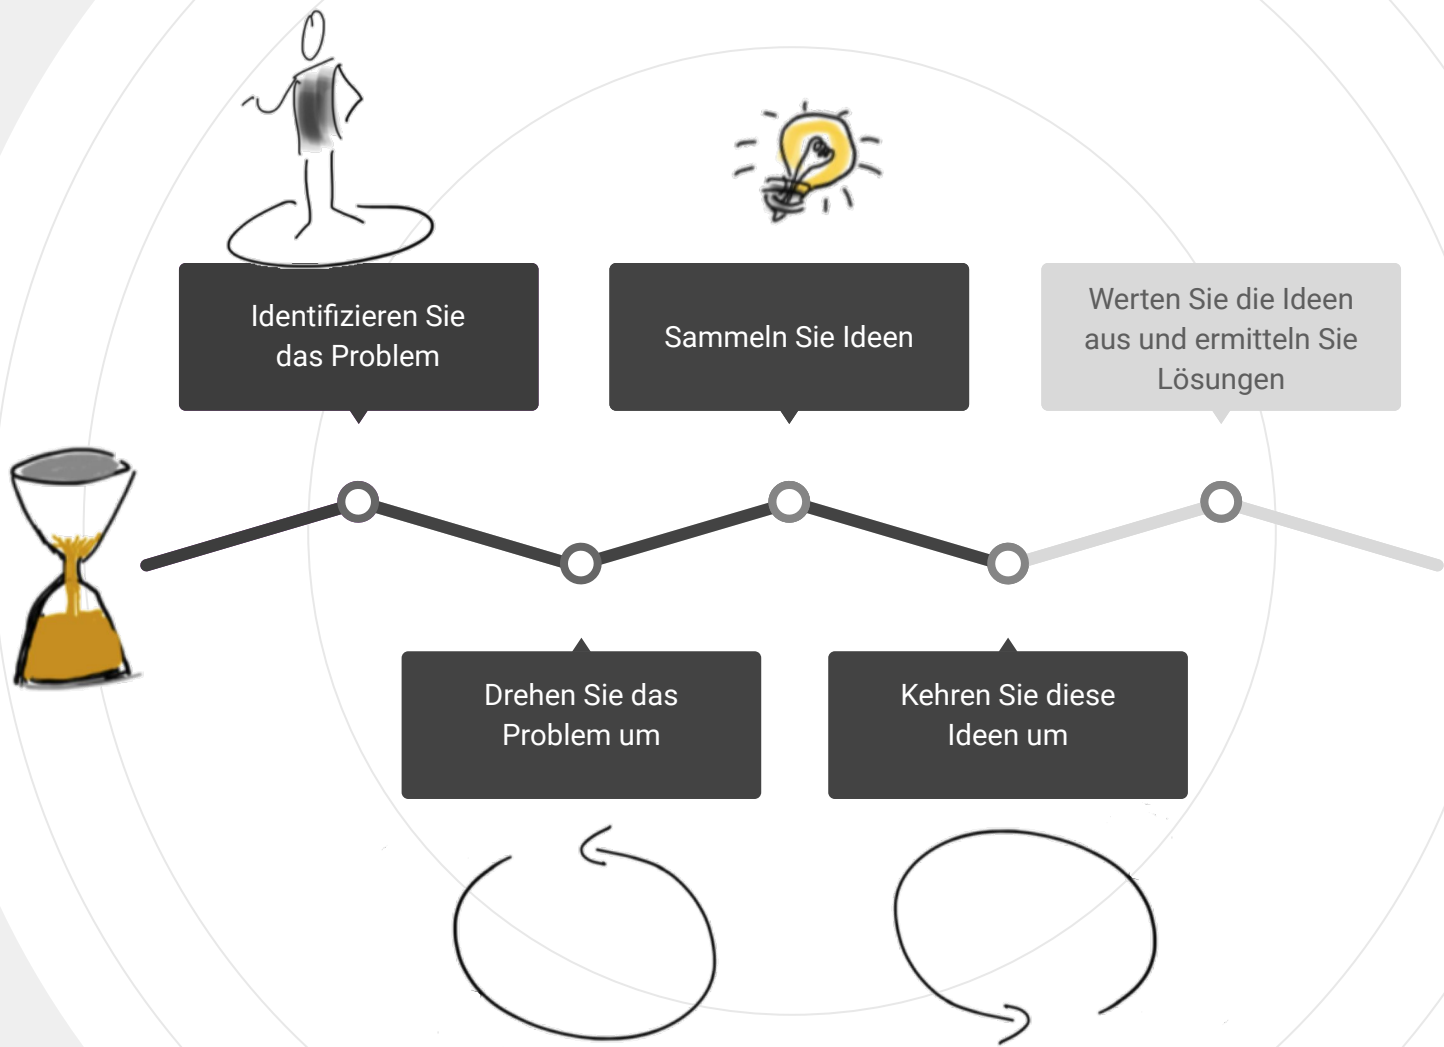 Identifizieren Sie
das Problem
Sammeln Sie Ideen
Werten Sie die Ideen
aus und ermitteln Sie
Lösungen
Drehen Sie das
Problem um
Kehren Sie diese
Ideen um